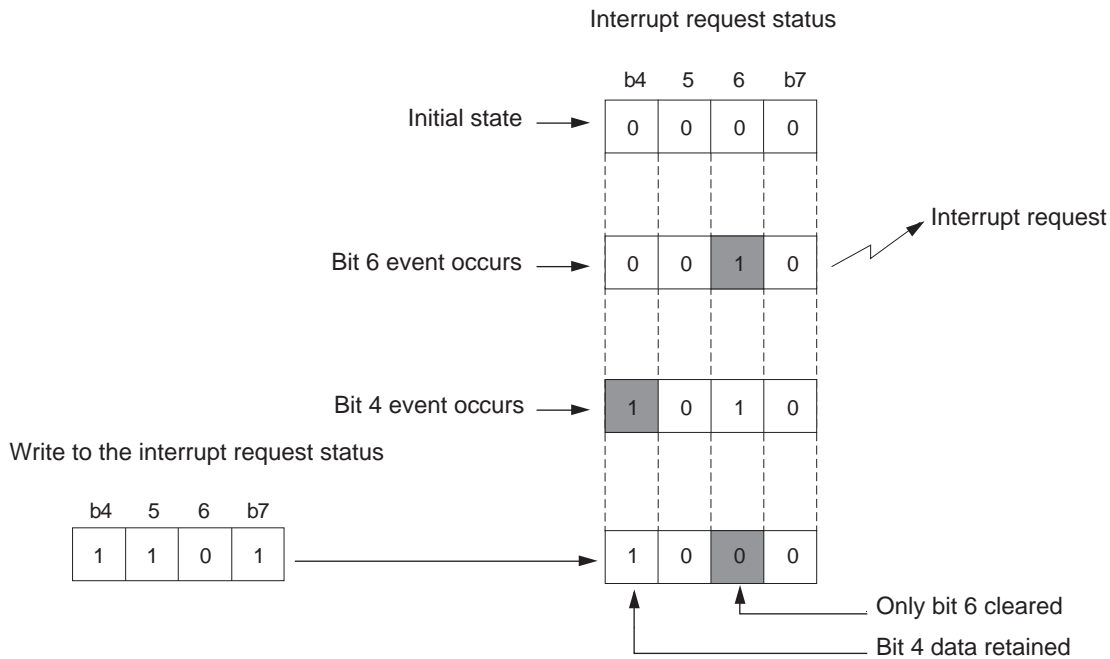 Interrupt request status
b4 5 6 b7
Initial state 0 0 0 0
Interrupt request
Bit 6 event occurs 0 0 1 0
Bit 4 event occurs 1 0 1 0
Write to the interrupt request status
b4 5 6 b7
1 1 0 1 1 0 0 0
Only bit 6 cleared
Bit 4 data retained